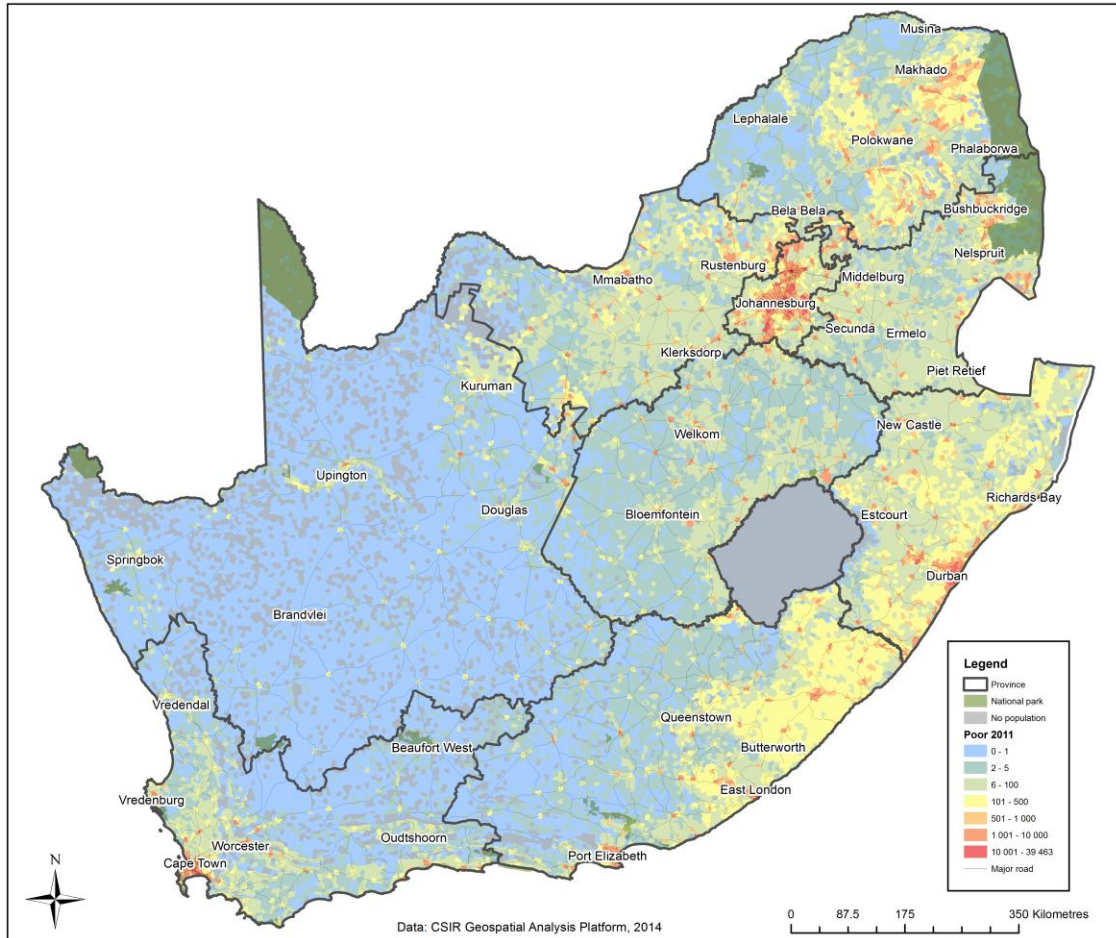 Musina
Makhado
Lephalale
Polokwane
Phalaborwa
Bela Bela
Bushbuckridge
Nelspruit
Rustenburg
Mmabatho
Middelburg
Johannesburg
Secunda
Ermelo
Klerksdorp
Piet Retief
Kuruman
New Castle
Welkom
Upington
Richards Bay
Douglas
Bloemfontein
Estcourt
Springbok
Durban
Brandvlei
Vredendal
Queenstown
Beaufort West
Butterworth
East London
Vredenburg
Oudtshoorn
Worcester
Port Elizabeth
Cape Town
Legend
Province
National park
No population
Poor 2011
0 - 1
2 - 5
6 - 100
101 - 500
501 - 1 000
1 001 - 10 000
10 001 - 39 463
Major road
N
Data: CSIR Geospatial Analysis Platform, 2014
0 87.5 175 350 Kilometres